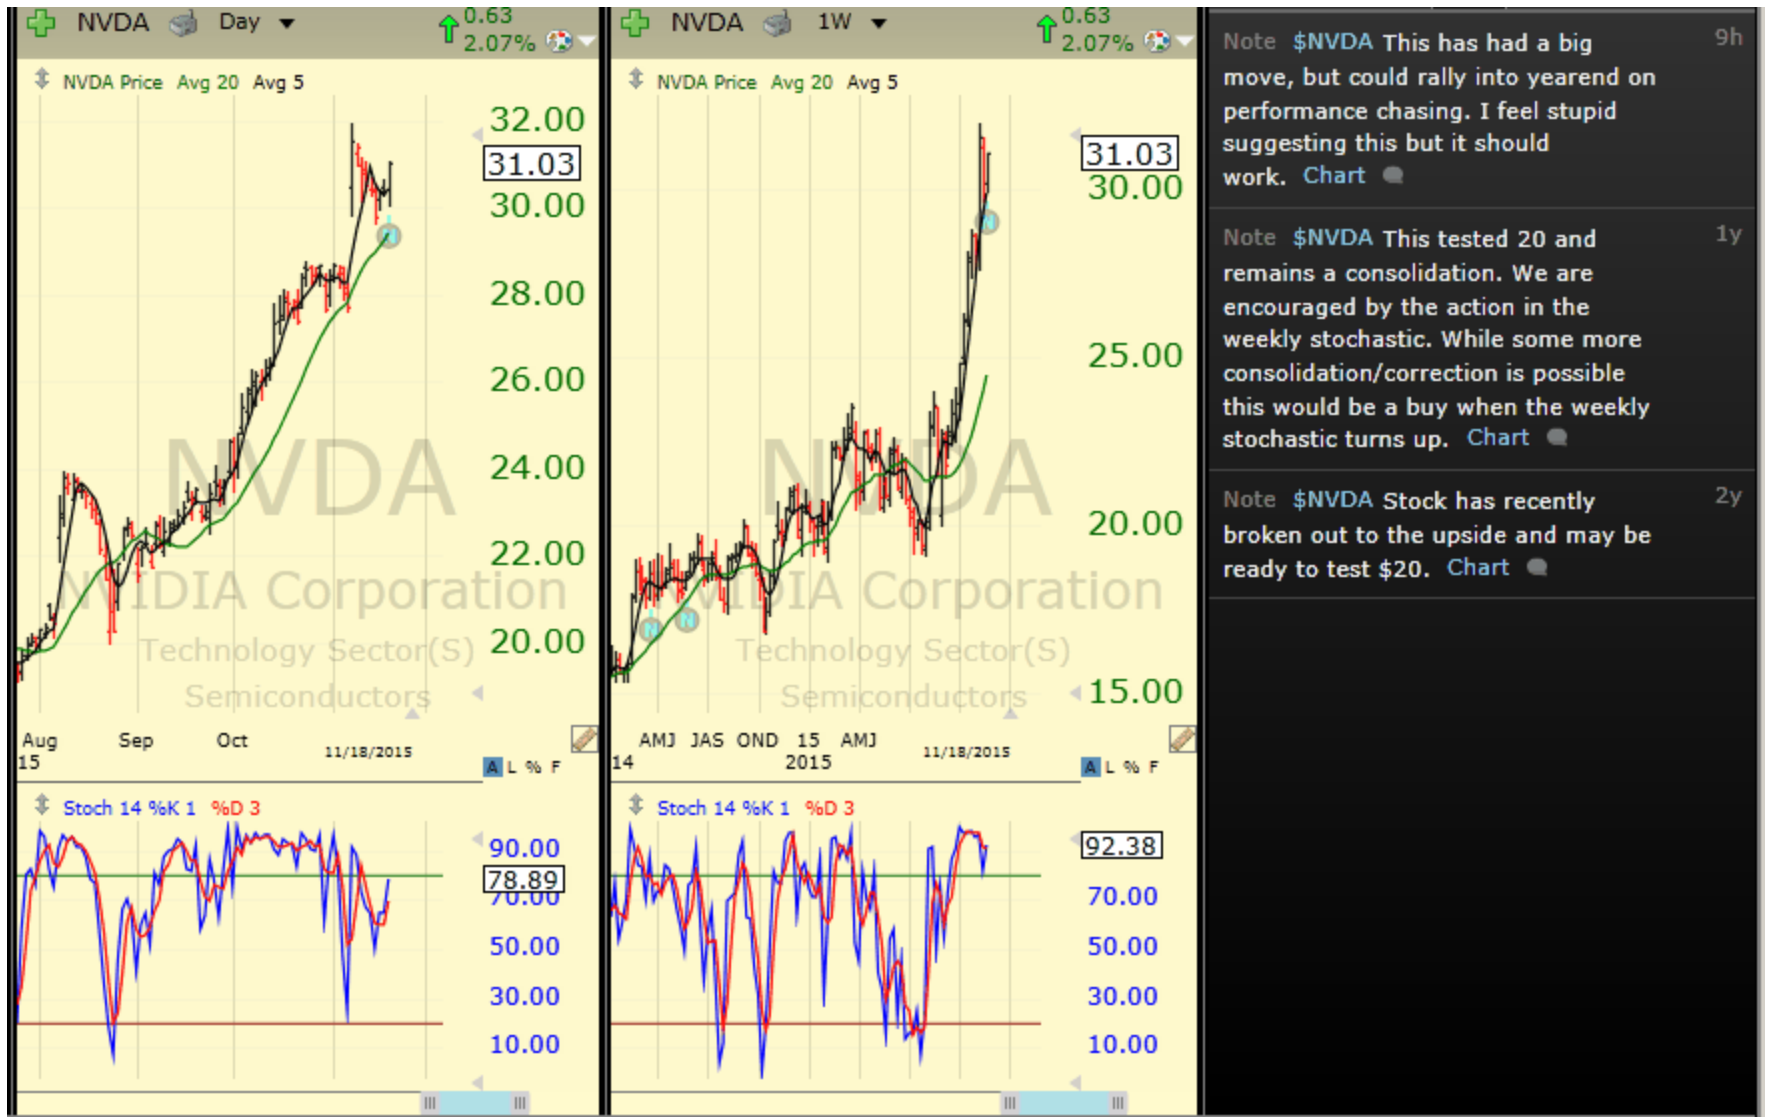 NVDA Day 0.63
2.07%
NVDA Price Avg 20 Avg 5
32.00
31.03
30.00
28.00
26.00
24.00
22.00
20.00
NVDA
NVIDIA Corporation
Technology Sector(S)
Semiconductors
Aug Sep Oct 11/18/2015
15
A L % F
Stoch 14 %K 1 %D 3
90.00
78.89
70.00
50.00
30.00
10.00
NVDA 1W 0.63
2.07%
NVDA Price Avg 20 Avg 5
31.03
30.00
25.00
20.00
15.00
NVDA
NVIDIA Corporation
Technology Sector(S)
Semiconductors
N
N
N
N
AMJ JAS OND 15 AMJ 11/18/2015
14 2015
A L % F
Stoch 14 %K 1 %D 3
92.38
70.00
50.00
30.00
10.00
Note $NVDA This has had a big 9h
move, but could rally into yearend on
performance chasing. I feel stupid
suggesting this but it should
work. Chart
Note $NVDA This tested 20 and 1y
remains a consolidation. We are
encouraged by the action in the
weekly stochastic. While some more
consolidation/correction is possible
this would be a buy when the weekly
stochastic turns up. Chart
Note $NVDA Stock has recently 2y
broken out to the upside and may be
ready to test $20. Chart